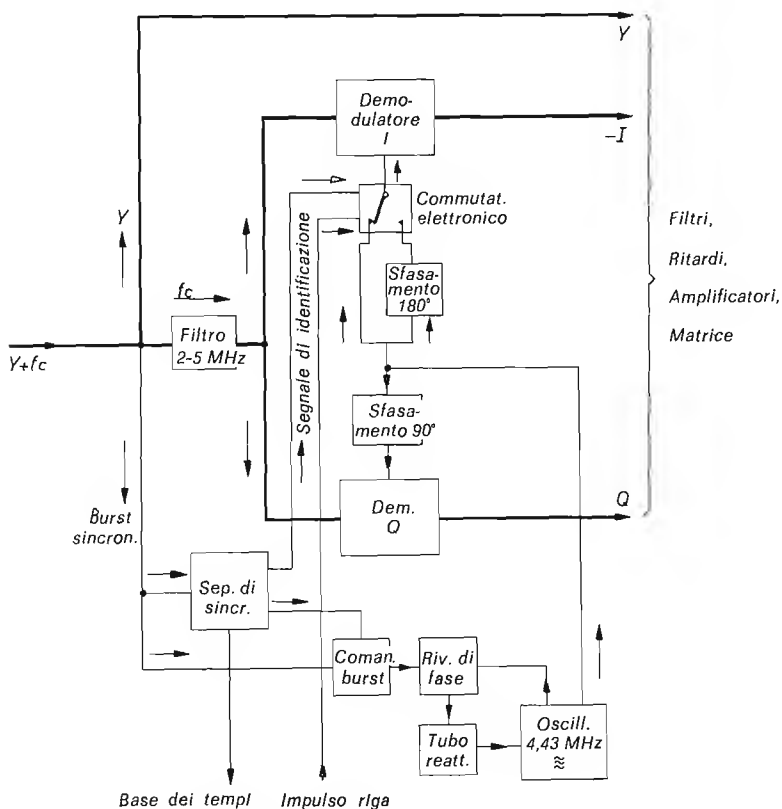 Y
Demo-
dulatore
I
-I
Commutat.
elettronico
Segnale di identificazione
Y
fc
Sfasa-
mento
180°
Filtri,
Ritardi,
Amplificatori,
Matrice
Filtro
2-5 MHz
Y+fc
Sfasa-
mento 90°
Burst
sincron.
Dem.
Q
Q
Sep. di
sincr.
Coman.
burst
Riv. di
fase
Tubo
reatt.
Oscill.
4,43 MHz
≈
Base dei tempi
Impulso riga